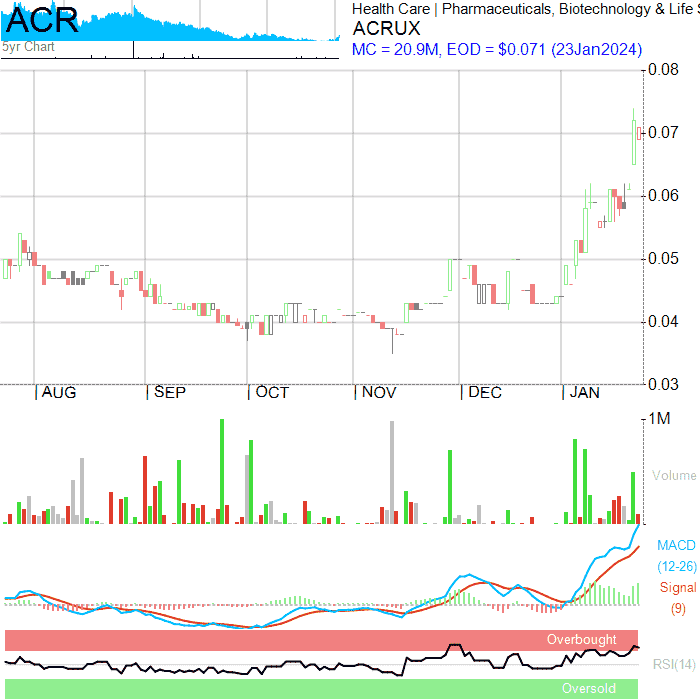 ACR
5yr Chart
Health Care | Pharmaceuticals, Biotechnology & Life S
ACRUX
MC = 20.9M, EOD = $0.071 (23Jan2024)
0.08
0.07
0.06
0.05
0.04
0.03
AUG SEP OCT NOV DEC JAN
1M
Volume
MACD
(12-26)
Signal
(9)
Overbought
RSI(14)
Oversold